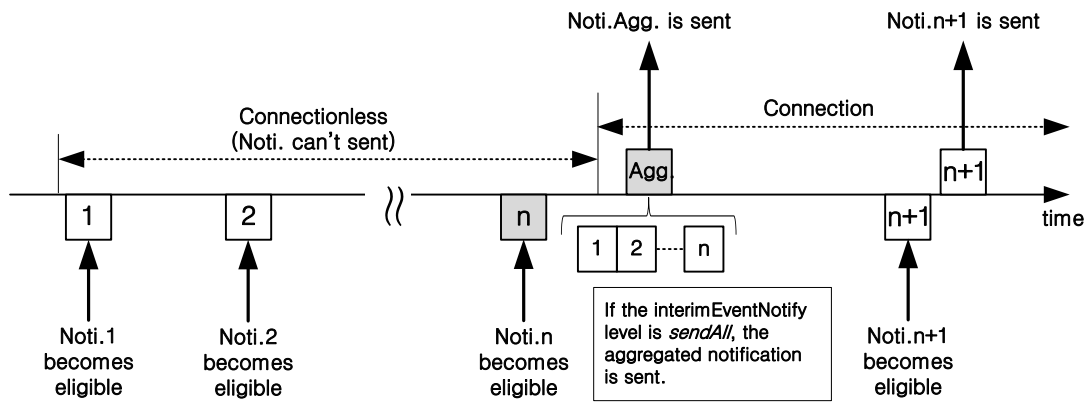 Noti.Agg. is sent
Noti.n+1 is sent
Connectionless
(Noti. can't sent)
Connection
Agg.
n+1
1
2
n
n+1
time
1
2
n
Noti.1
becomes
eligible
Noti.2
becomes
eligible
Noti.n
becomes
eligible
If the interimEventNotify
level is sendAll, the
aggregated notification
is sent.
Noti.n+1
becomes
eligible